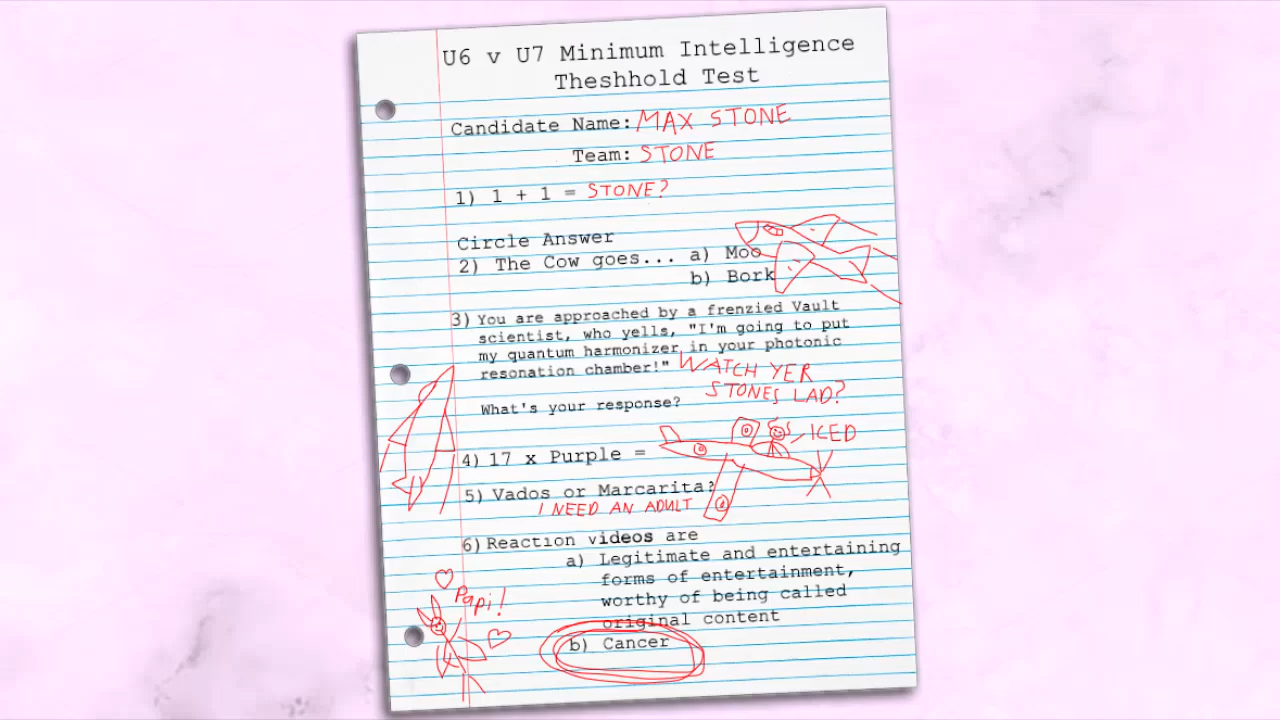 U6 v U7 Minimum Intelligence
Theshhold Test
Candidate Name: MAX STONE
Team: STONE
1) 1 + 1 = STONE?
Circle Answer
2) The Cow goes... a) Moo
b) Bork
3) You are approached by a frenzied Vault
scientist, who yells, "I'm going to put
my quantum harmonizer in your photonic
resonation chamber!" WATCH YER
STONES LAD?
What's your response?
ICED
4) 17 x Purple =
5) Vados or Marcarita?
I NEED AN ADULT
6) Reaction videos are
a) Legitimate and entertaining
forms of entertainment,
worthy of being called
original content
Papi!
b) Cancer